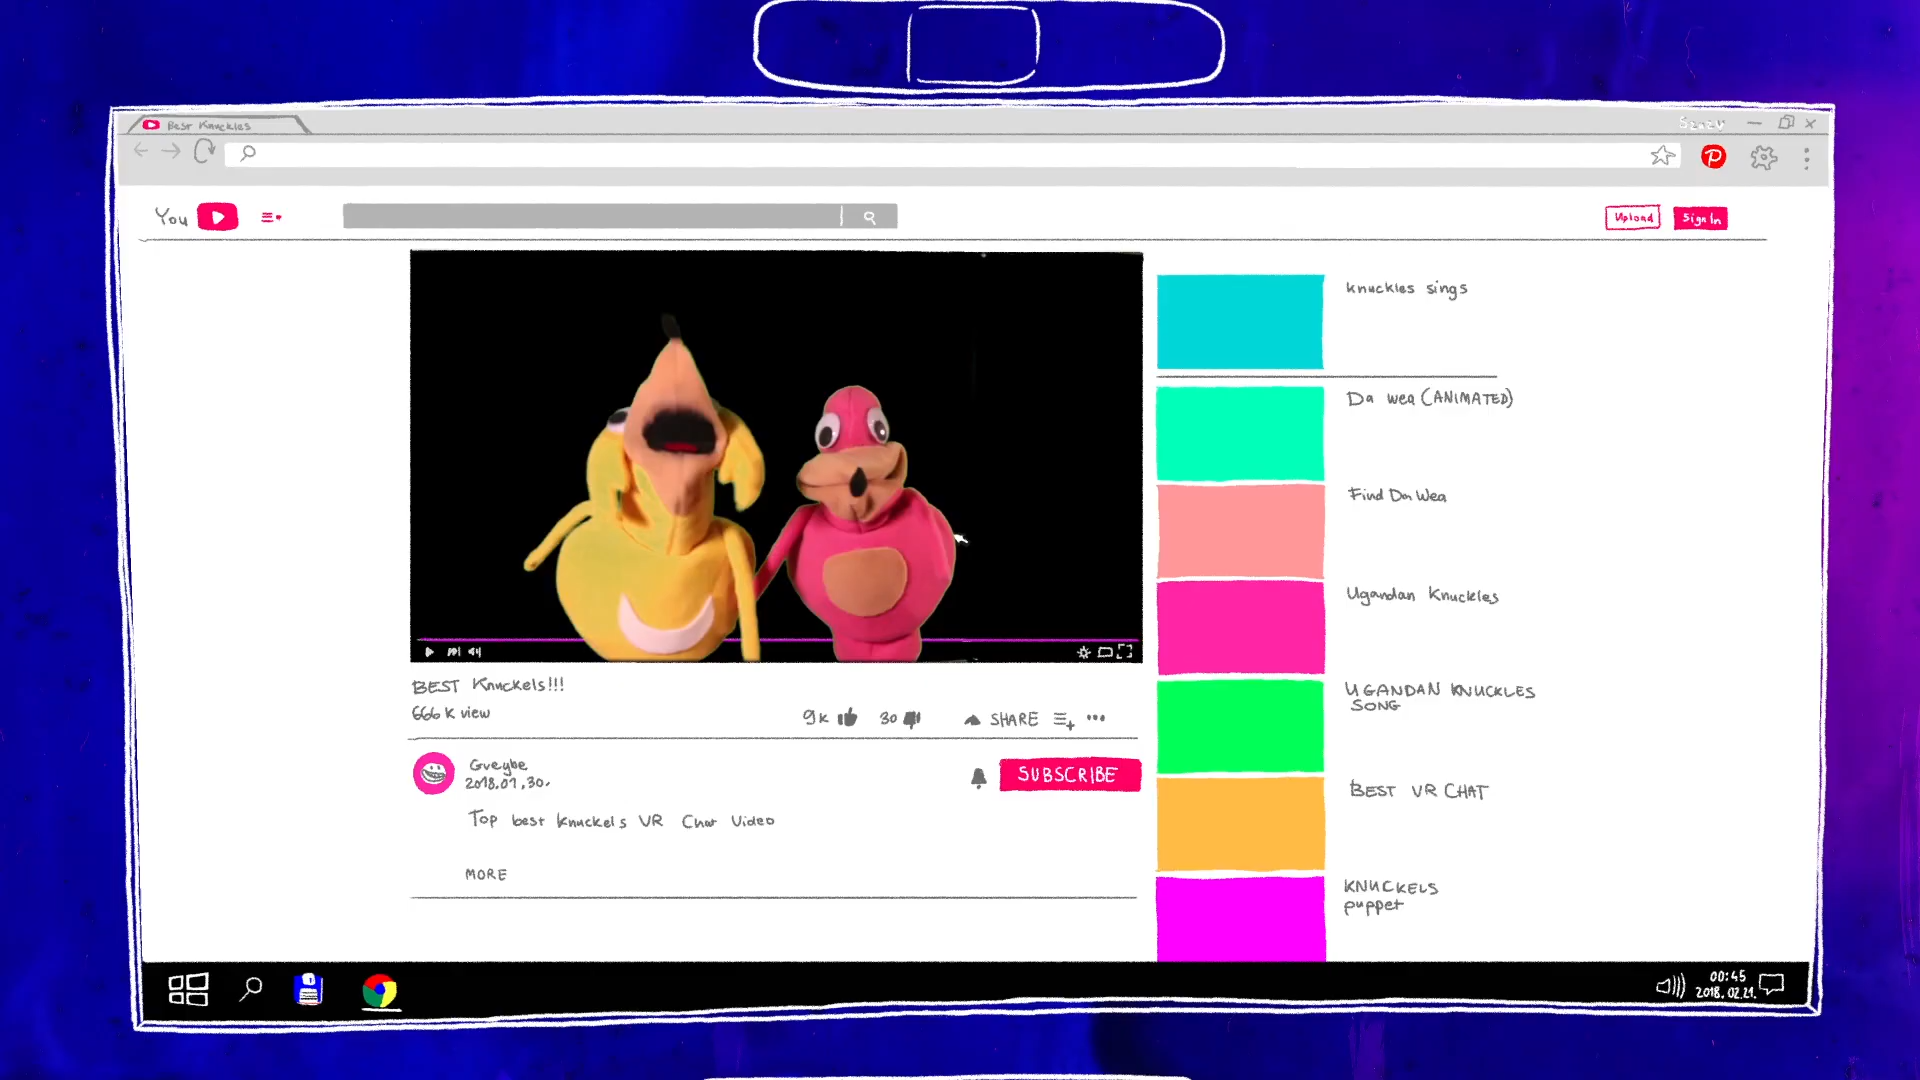 Best Knuckles
You
Upload
Sign In
knuckles sings
Da wea (ANIMATED)
Find Da Wea
Ugandan Knuckles
UGANDAN KNUCKLES
SONG
BEST VR CHAT
KNUCKELS
puppet
BEST Knuckels!!!
666 K view
9k
30
SHARE
Gveybe
2018.01.30.
SUBSCRIBE
Top best Knuckels VR Chat Video
MORE
00:45
2018.02.21.